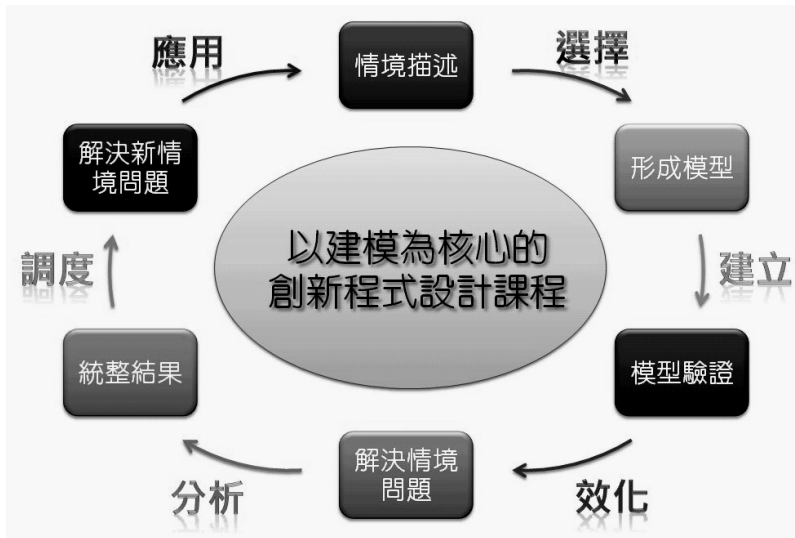 應用
情境描述
選擇
解決新情
境問題
形成模型
以建模為核心的
創新程式設計課程
調度
建立
統整結果
模型驗證
解決情境
問題
分析
效化